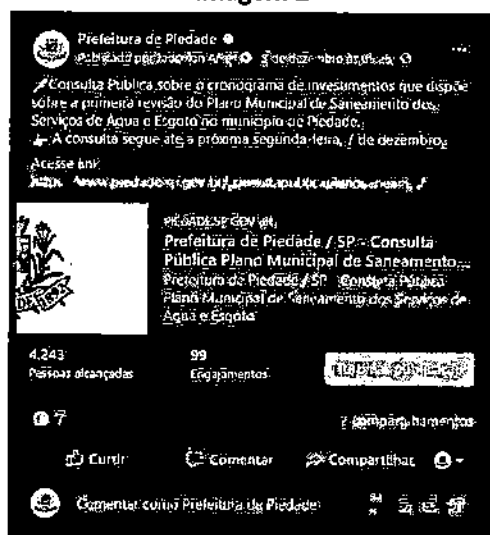 Imagem 2
Prefeitura de Piedade
Consulta Pública sobre o cronograma de investimentos que dispõe
sobre a primeira revisão do Plano Municipal de Saneamento dos
Serviços de Água e Esgoto no município de Piedade.
A consulta segue até a próxima segunda-feira, 7 de dezembro.
Acesse link
PIEDADE.SP.GOV.BR
Prefeitura de Piedade / SP - Consulta
Pública Plano Municipal de Saneamento...
Prefeitura de Piedade / SP - Consulta Pública
Plano Municipal de Saneamento dos Serviços de
Água e Esgoto
4.243 99
Pessoas alcançadas Engajamentos
7 compartilhamentos
Curtir Comentar Compartilhar
Comentar como Prefeitura de Piedade